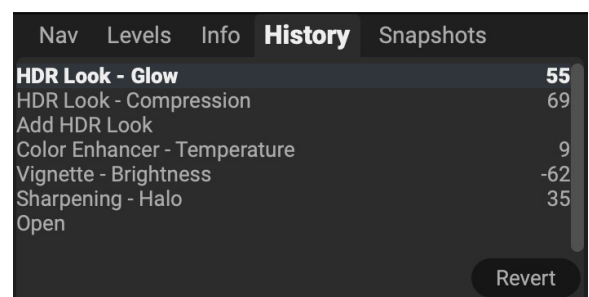 Nav Levels Info History Snapshots
HDR Look - Glow 55
HDR Look - Compression 69
Add HDR Look
Color Enhancer - Temperature 9
Vignette - Brightness -62
Sharpening - Halo 35
Open
Revert